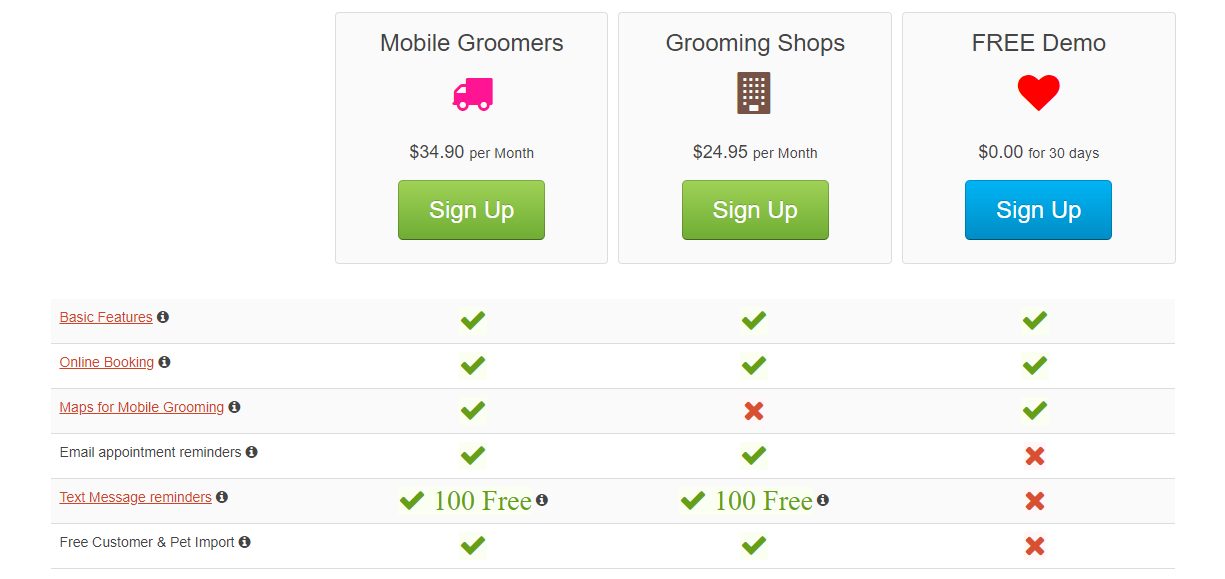 Mobile Groomers
Grooming Shops
FREE Demo
$34.90 per Month
$24.95 per Month
$0.00 for 30 days
Sign Up
Sign Up
Sign Up
Basic Features
Online Booking
Maps for Mobile Grooming
Email appointment reminders
Text Message reminders
100 Free
100 Free
Free Customer & Pet Import